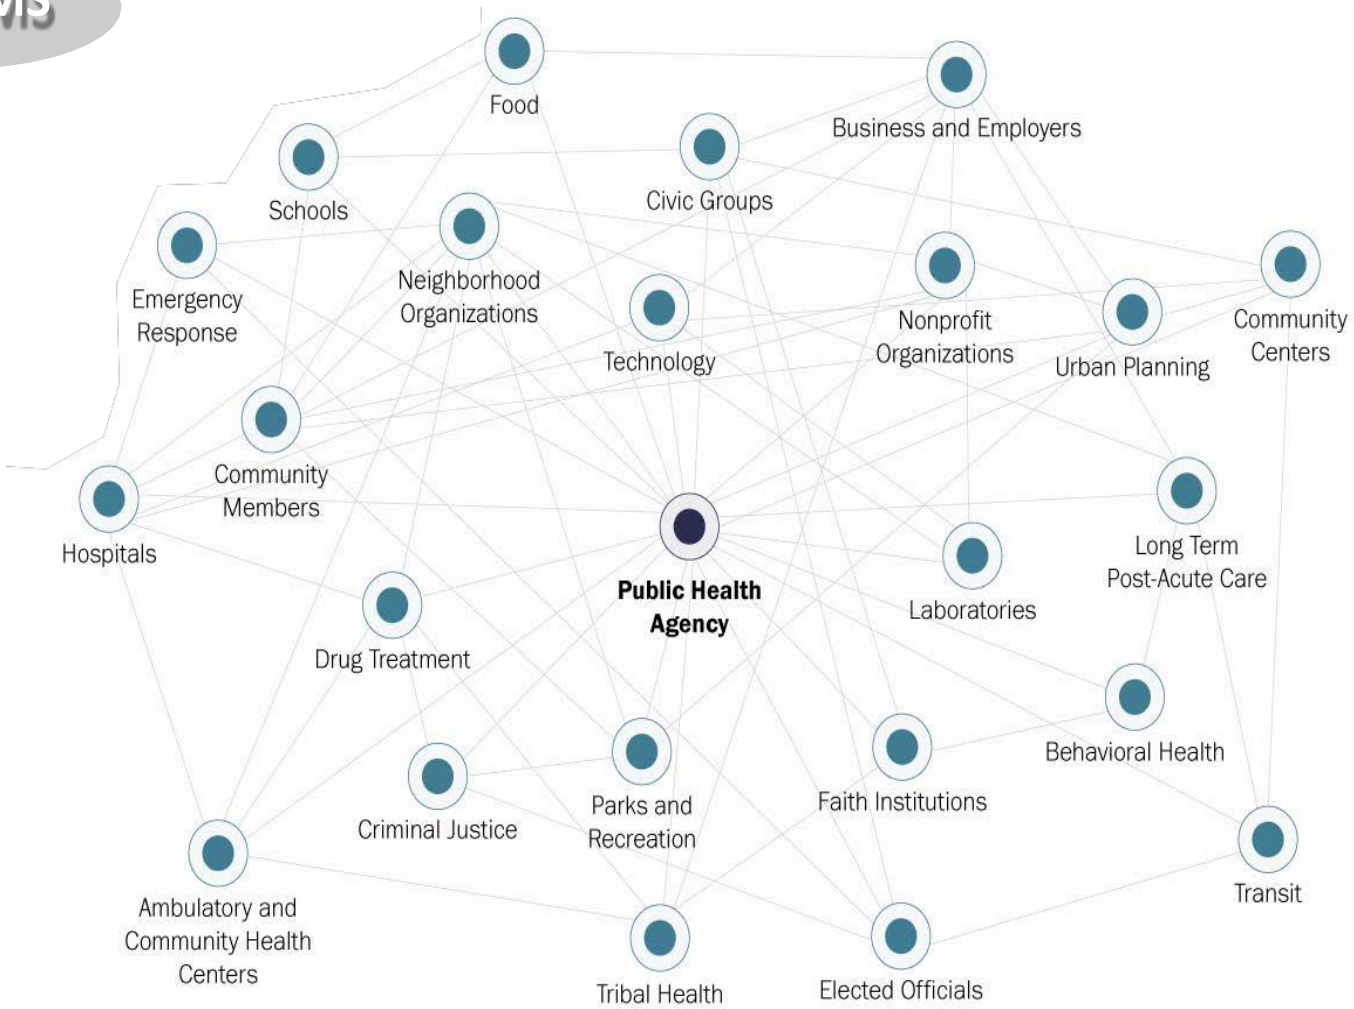 MS
Food
Business and Employers
Civic Groups
Schools
Neighborhood
Organizations
Emergency
Response
Technology
Nonprofit
Organizations
Urban Planning
Community
Centers
Community
Members
Hospitals
Public Health
Agency
Long Term
Post-Acute Care
Laboratories
Drug Treatment
Behavioral Health
Faith Institutions
Parks and
Recreation
Criminal Justice
Transit
Ambulatory and
Community Health
Centers
Tribal Health
Elected Officials